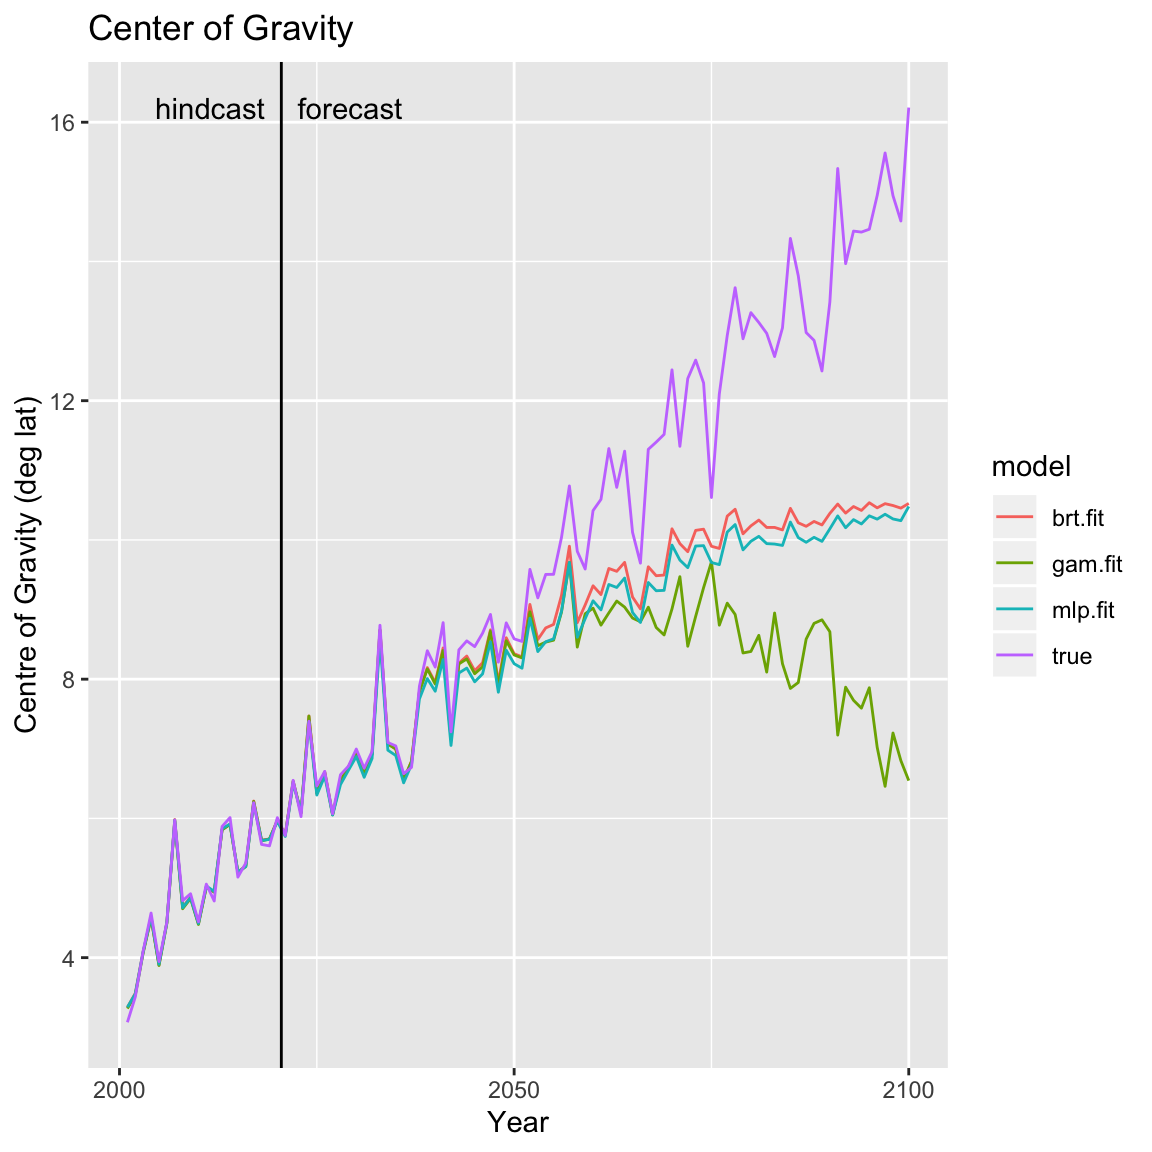 Center of Gravity
hindcast forecast
16
12
8
4
Centre of Gravity (deg lat)
2000 2050 2100
Year
model
brt.fit
gam.fit
mlp.fit
true